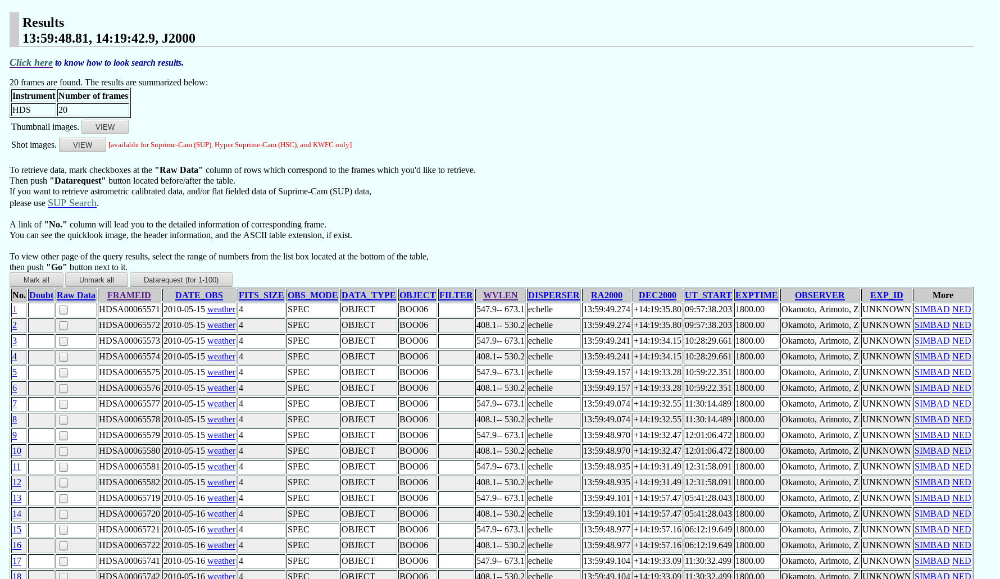 Results
13:59:48.81, 14:19:42.9, J2000
Click here to know how to look search results.
20 frames are found. The results are summarized below:
Instrument Number of frames
HDS 20
Thumbnail images. VIEW
Shot images. VIEW [available for Suprime-Cam (SUP), Hyper Suprime-Cam (HSC), and KWFC only]
To retrieve data, mark checkboxes at the "Raw Data" column of rows which correspond to the frames which you'd like to retrieve.
Then push "Datarequest" button located before/after the table.
If you want to retrieve astrometric calibrated data, and/or flat fielded data of Suprime-Cam (SUP) data,
please use SUP Search.
A link of "No." column will lead you to the detailed information of corresponding frame.
You can see the quicklook image, the header information, and the ASCII table extension, if exist.
To view other page of the query results, select the range of numbers from the list box located at the bottom of the table,
then push "Go" button next to it.
Mark all Unmark all Datarequest (for 1-100)
No. Doubt Raw Data FRAMEID DATE_OBS FITS_SIZE OBS_MODE DATA_TYPE OBJECT FILTER WVLEN DISPERSER RA2000 DEC2000 UT_START EXPTIME OBSERVER EXP_ID More
1 HDSA00065571 2010-05-15 weather 4 SPEC OBJECT BOO06 547.9-- 673.1 echelle 13:59:49.274 +14:19:35.80 09:57:38.203 1800.00 Okamoto, Arimoto, Z UNKNOWN SIMBAD NED
2 HDSA00065572 2010-05-15 weather 4 SPEC OBJECT BOO06 408.1-- 530.2 echelle 13:59:49.274 +14:19:35.80 09:57:38.203 1800.00 Okamoto, Arimoto, Z UNKNOWN SIMBAD NED
3 HDSA00065573 2010-05-15 weather 4 SPEC OBJECT BOO06 547.9-- 673.1 echelle 13:59:49.241 +14:19:34.15 10:28:29.661 1800.00 Okamoto, Arimoto, Z UNKNOWN SIMBAD NED
4 HDSA00065574 2010-05-15 weather 4 SPEC OBJECT BOO06 408.1-- 530.2 echelle 13:59:49.241 +14:19:34.15 10:28:29.661 1800.00 Okamoto, Arimoto, Z UNKNOWN SIMBAD NED
5 HDSA00065575 2010-05-15 weather 4 SPEC OBJECT BOO06 547.9-- 673.1 echelle 13:59:49.157 +14:19:33.28 10:59:22.351 1800.00 Okamoto, Arimoto, Z UNKNOWN SIMBAD NED
6 HDSA00065576 2010-05-15 weather 4 SPEC OBJECT BOO06 408.1-- 530.2 echelle 13:59:49.157 +14:19:33.28 10:59:22.351 1800.00 Okamoto, Arimoto, Z UNKNOWN SIMBAD NED
7 HDSA00065577 2010-05-15 weather 4 SPEC OBJECT BOO06 547.9-- 673.1 echelle 13:59:49.074 +14:19:32.55 11:30:14.489 1800.00 Okamoto, Arimoto, Z UNKNOWN SIMBAD NED
8 HDSA00065578 2010-05-15 weather 4 SPEC OBJECT BOO06 408.1-- 530.2 echelle 13:59:49.074 +14:19:32.55 11:30:14.489 1800.00 Okamoto, Arimoto, Z UNKNOWN SIMBAD NED
9 HDSA00065579 2010-05-15 weather 4 SPEC OBJECT BOO06 547.9-- 673.1 echelle 13:59:48.970 +14:19:32.47 12:01:06.472 1800.00 Okamoto, Arimoto, Z UNKNOWN SIMBAD NED
10 HDSA00065580 2010-05-15 weather 4 SPEC OBJECT BOO06 408.1-- 530.2 echelle 13:59:48.970 +14:19:32.47 12:01:06.472 1800.00 Okamoto, Arimoto, Z UNKNOWN SIMBAD NED
11 HDSA00065581 2010-05-15 weather 4 SPEC OBJECT BOO06 547.9-- 673.1 echelle 13:59:48.935 +14:19:31.49 12:31:58.091 1800.00 Okamoto, Arimoto, Z UNKNOWN SIMBAD NED
12 HDSA00065582 2010-05-15 weather 4 SPEC OBJECT BOO06 408.1-- 530.2 echelle 13:59:48.935 +14:19:31.49 12:31:58.091 1800.00 Okamoto, Arimoto, Z UNKNOWN SIMBAD NED
13 HDSA00065719 2010-05-16 weather 4 SPEC OBJECT BOO06 547.9-- 673.1 echelle 13:59:49.101 +14:19:57.47 05:41:28.043 1800.00 Okamoto, Arimoto, Z UNKNOWN SIMBAD NED
14 HDSA00065720 2010-05-16 weather 4 SPEC OBJECT BOO06 408.1-- 530.2 echelle 13:59:49.101 +14:19:57.47 05:41:28.043 1800.00 Okamoto, Arimoto, Z UNKNOWN SIMBAD NED
15 HDSA00065721 2010-05-16 weather 4 SPEC OBJECT BOO06 547.9-- 673.1 echelle 13:59:48.977 +14:19:57.16 06:12:19.649 1800.00 Okamoto, Arimoto, Z UNKNOWN SIMBAD NED
16 HDSA00065722 2010-05-16 weather 4 SPEC OBJECT BOO06 408.1-- 530.2 echelle 13:59:48.977 +14:19:57.16 06:12:19.649 1800.00 Okamoto, Arimoto, Z UNKNOWN SIMBAD NED
17 HDSA00065741 2010-05-16 weather 4 SPEC OBJECT BOO06 547.9-- 673.1 echelle 13:59:49.104 +14:19:33.09 11:30:32.499 1800.00 Okamoto, Arimoto, Z UNKNOWN SIMBAD NED
18 HDSA00065742 2010-05-16 weather 4 SPEC OBJECT BOO06 408.1-- 530.2 echelle 13:59:49.104 +14:19:33.09 11:30:32.499 1800.00 Okamoto, Arimoto, Z UNKNOWN SIMBAD NED